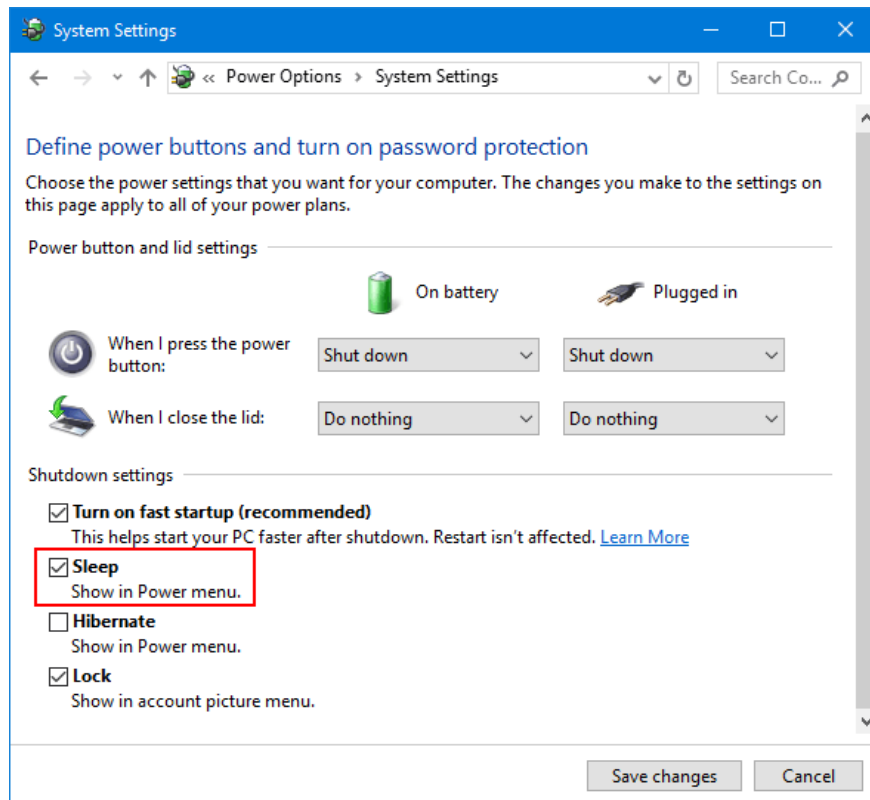 System Settings
« Power Options › System Settings
Search Co...
Define power buttons and turn on password protection
Choose the power settings that you want for your computer. The changes you make to the settings on
this page apply to all of your power plans.
Power button and lid settings
On battery
Plugged in
When I press the power
button:
Shut down
Shut down
When I close the lid:
Do nothing
Do nothing
Shutdown settings
Turn on fast startup (recommended)
This helps start your PC faster after shutdown. Restart isn't affected. Learn More
Sleep
Show in Power menu.
Hibernate
Show in Power menu.
Lock
Show in account picture menu.
Save changes
Cancel